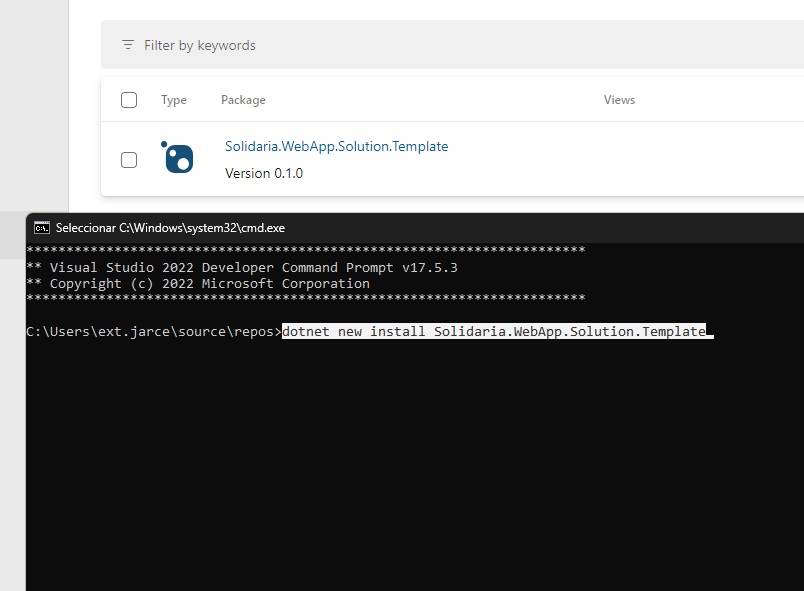 Filter by keywords
Type Package Views
Solidaria.WebApp.Solution.Template
Version 0.1.0
C:\. Seleccionar C:\Windows\system32\cmd.exe
**********************************************************************
** Visual Studio 2022 Developer Command Prompt v17.5.3
** Copyright (c) 2022 Microsoft Corporation
**********************************************************************
C:\Users\ext.jarce\source\repos>dotnet new install Solidaria.WebApp.Solution.Template_